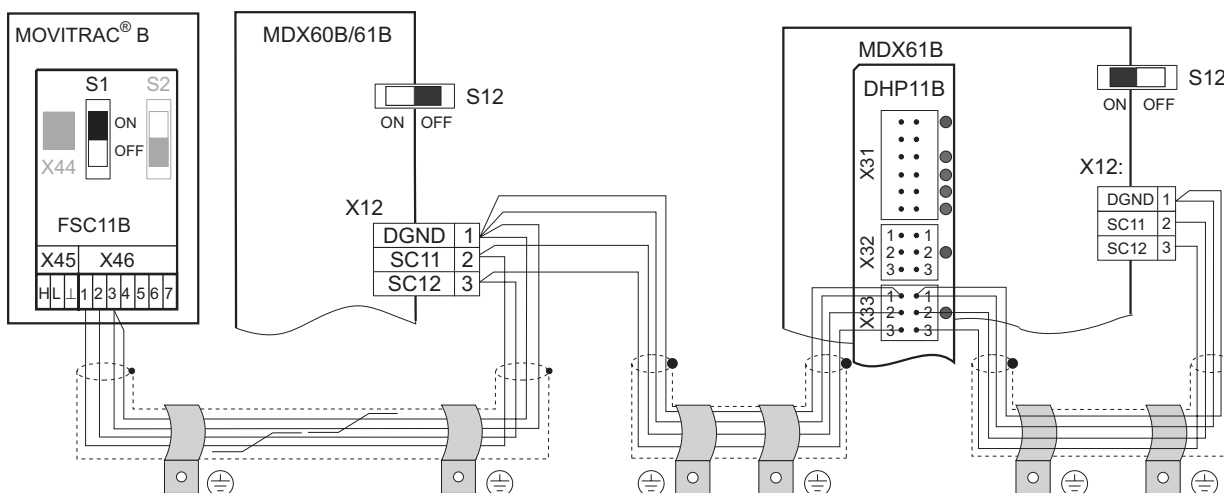 MOVITRAC® B
S1 S2
ON
OFF
X44
FSC11B
X45 X46
H L ⊥ 1 2 3 4 5 6 7
MDX60B/61B
S12
ON OFF
X12
DGND 1
SC11 2
SC12 3
MDX61B
DHP11B
X31
X32
1 1
2 2
3 3
X33
1 1
2 2
3 3
S12
ON OFF
X12:
DGND 1
SC11 2
SC12 3